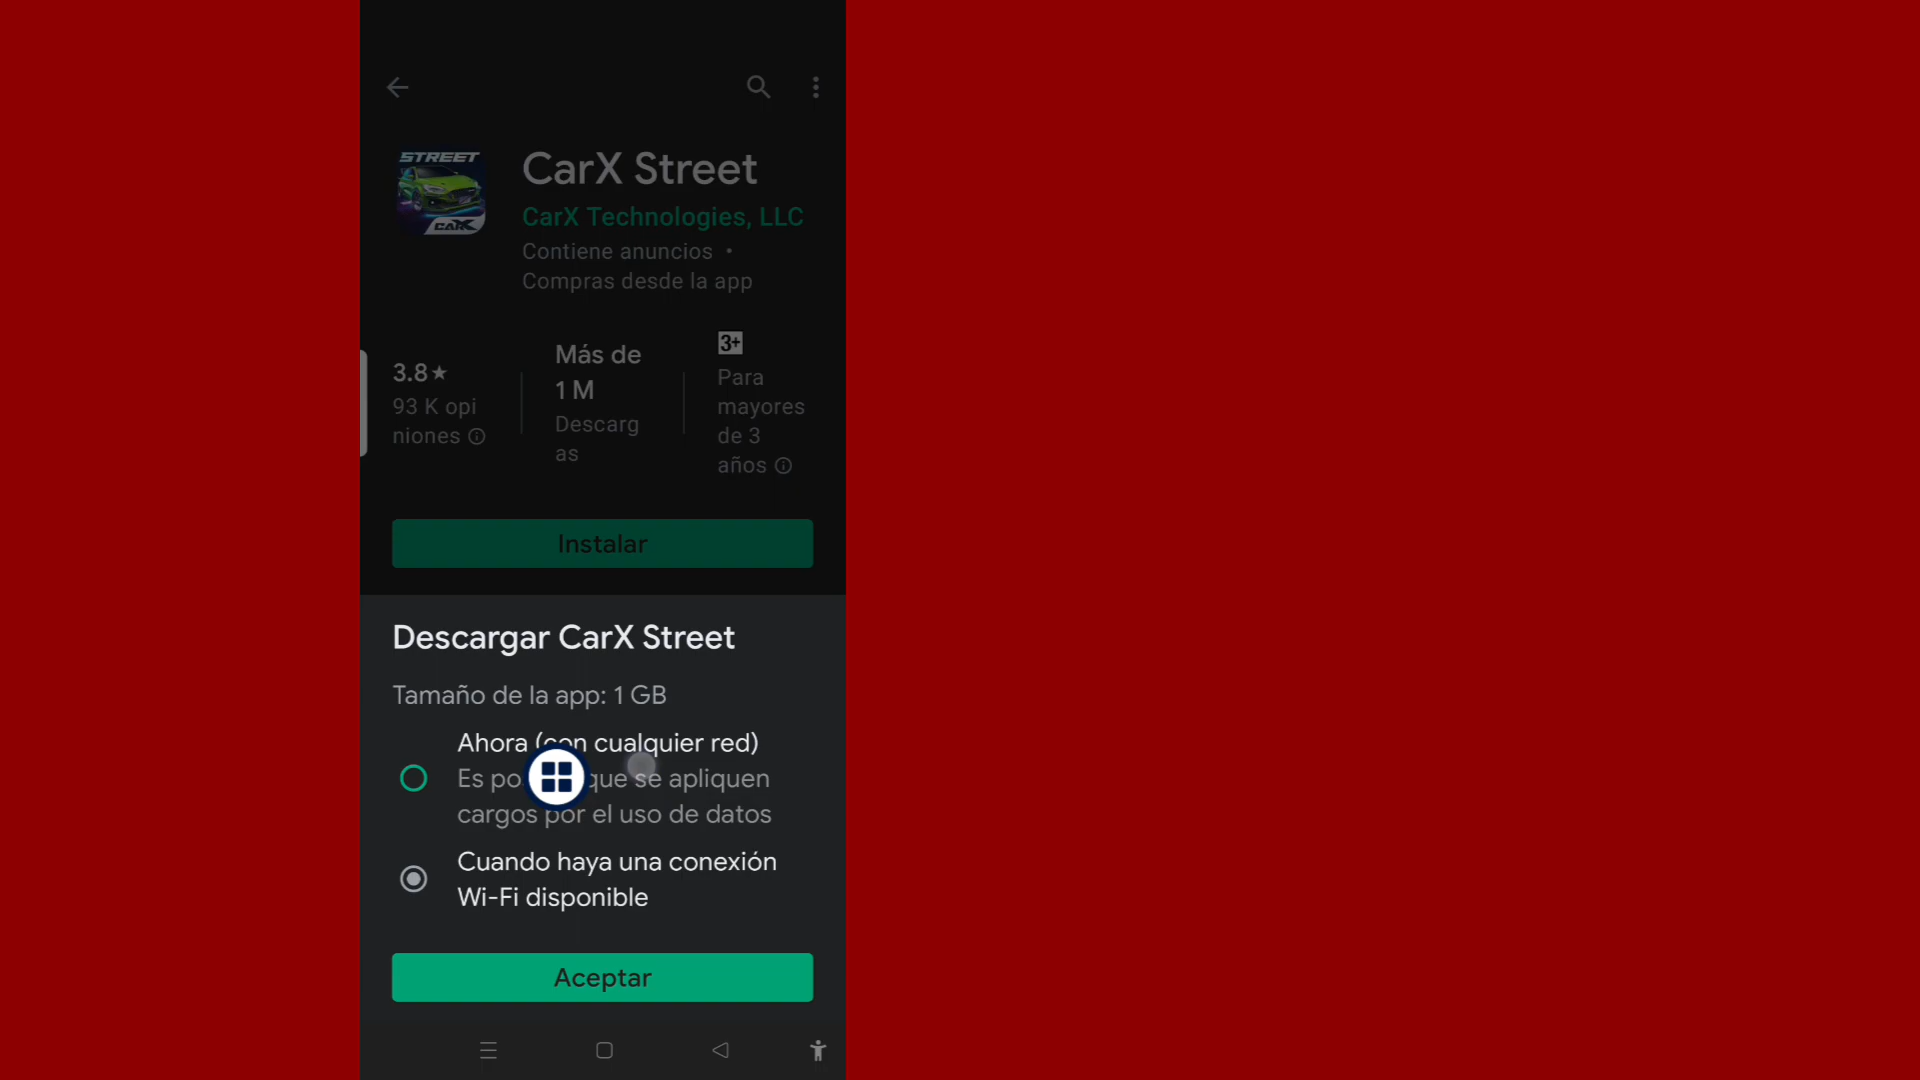 STREET
CARX
CarX Street
CarX Technologies, LLC
Contiene anuncios •
Compras desde la app
3.8★
93 K opi
niones
Más de
1 M
Descarg
as
3+
Para
mayores
de 3
años
Instalar
Descargar CarX Street
Tamaño de la app: 1 GB
Ahora (con cualquier red)
Es po que se apliquen
cargos por el uso de datos
Cuando haya una conexión
Wi-Fi disponible
Aceptar